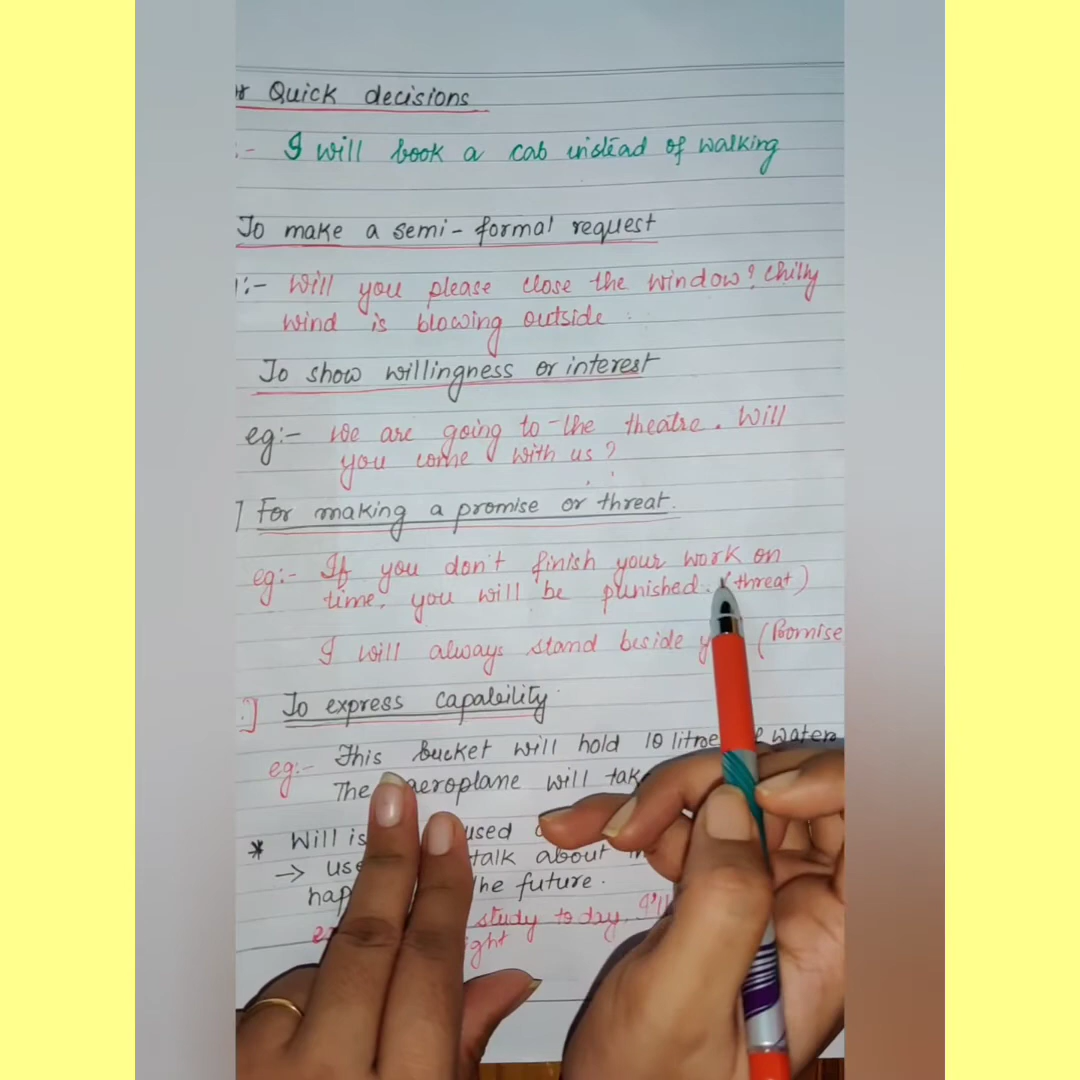 Quick decisions
:- I will book a cab instead of walking
To make a semi-formal request
:- Will you please close the window? Chilly
wind is blowing outside
To show willingness or interest
eg:- We are going to the theatre. Will
you come with us?
] For making a promise or threat.
eg:- If you don't finish your work on
time, you will be punished. (threat)
I will always stand beside (Promise
.] To express capability.
eg:- This bucket will hold 10 litre water
The aeroplane will
* Will is used
→ talk about
the future.
study today, I'll